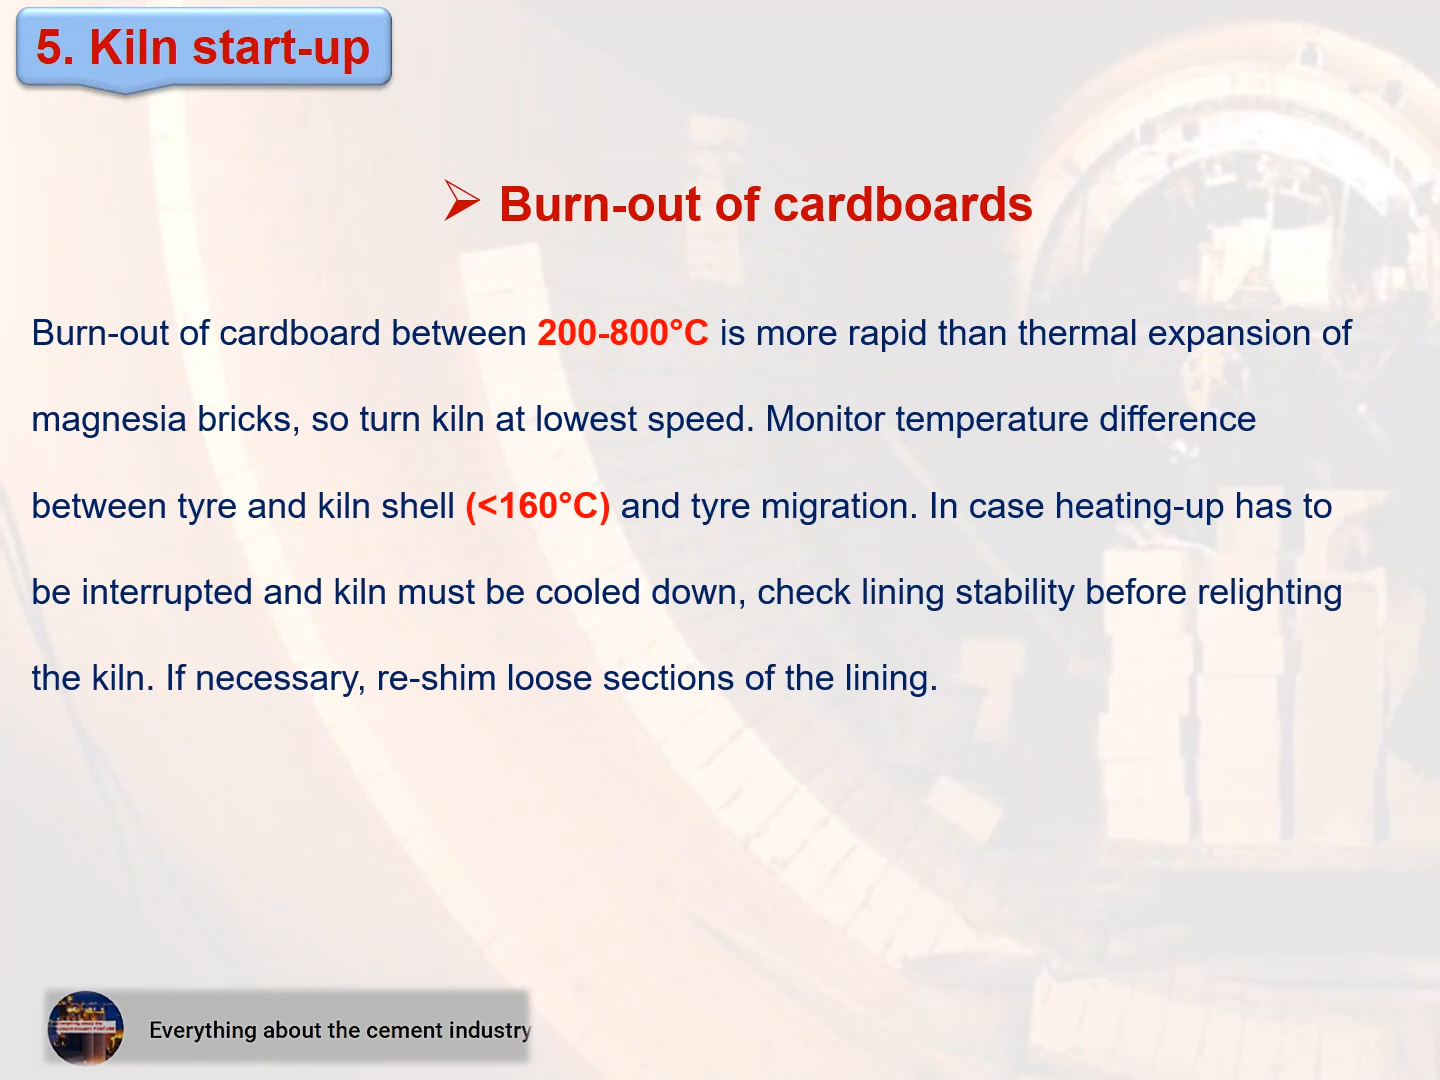 5. Kiln start-up
Burn-out of cardboards
Burn-out of cardboard between 200-800°C is more rapid than thermal expansion of
magnesia bricks, so turn kiln at lowest speed. Monitor temperature difference
between tyre and kiln shell (<160°C) and tyre migration. In case heating-up has to
be interrupted and kiln must be cooled down, check lining stability before relighting
the kiln. If necessary, re-shim loose sections of the lining.
Everything about the cement industry